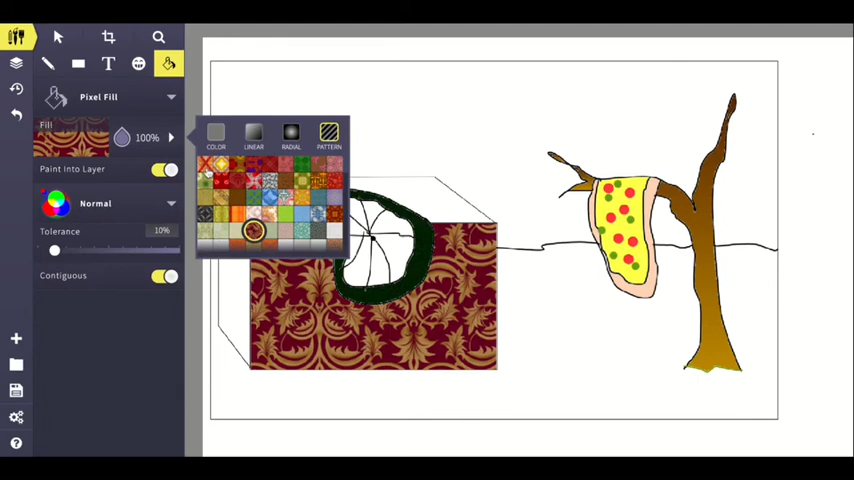 T
Pixel Fill
Fill
100%
COLOR LINEAR RADIAL PATTERN
Paint Into Layer
Normal
Tolerance 10%
Contiguous
?